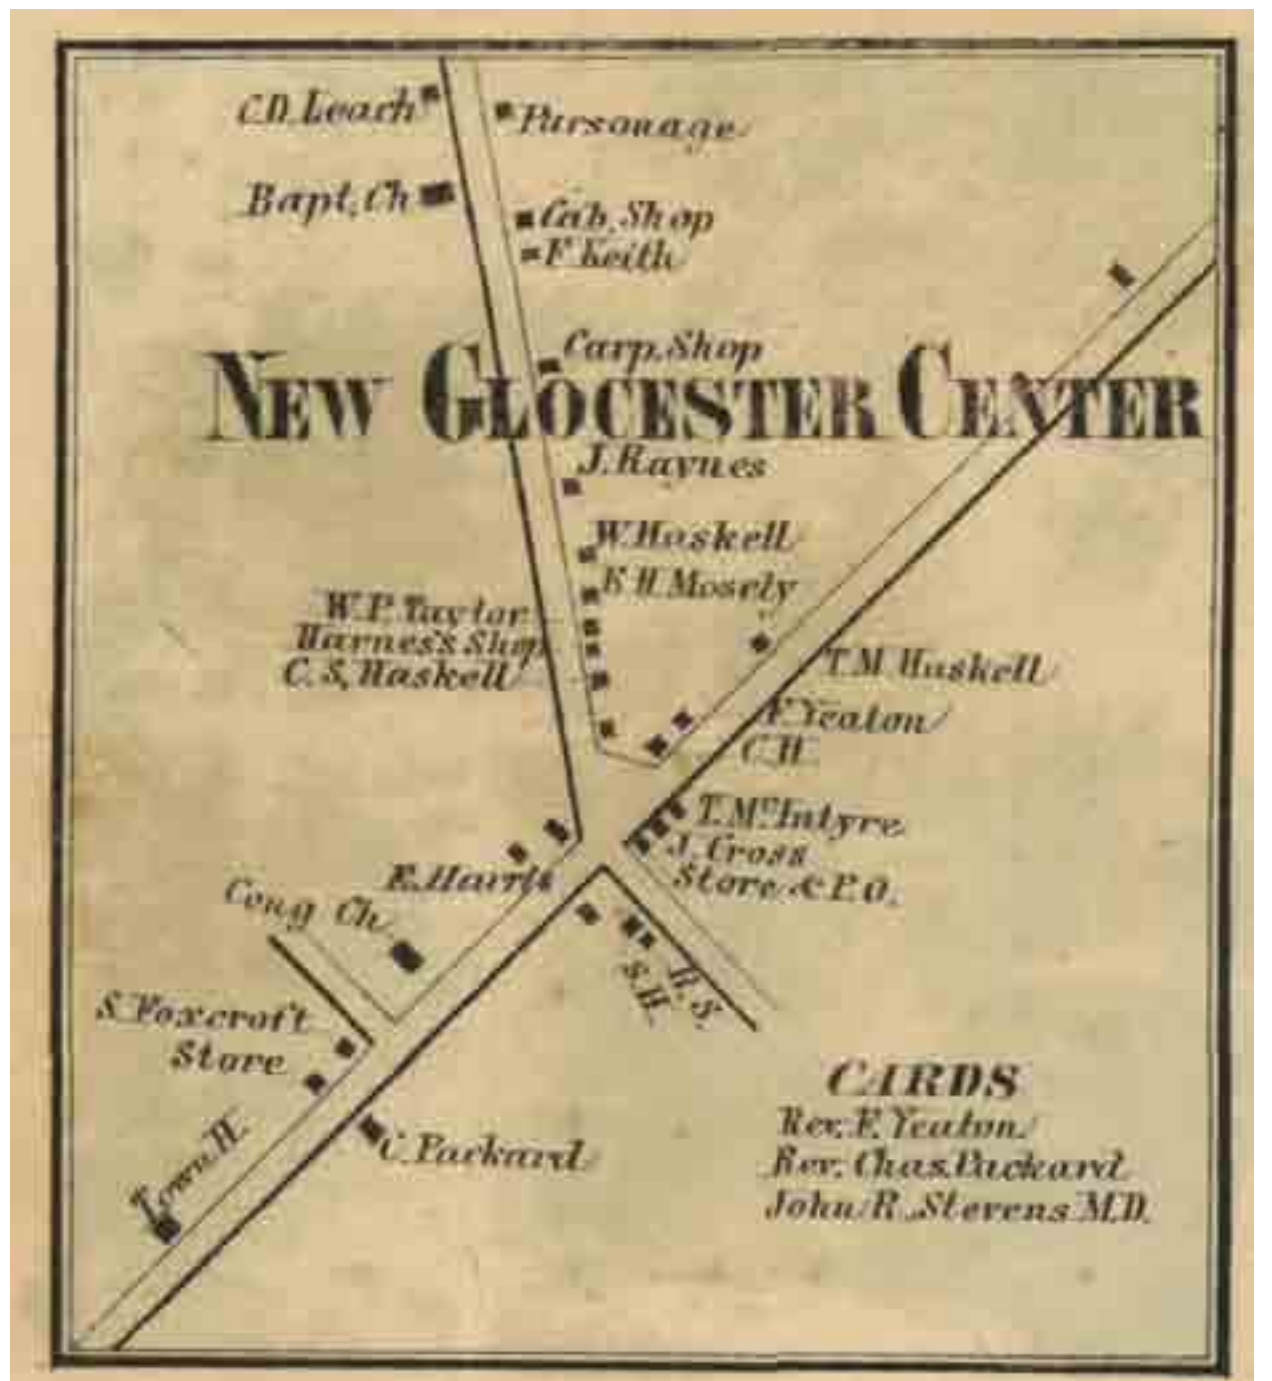 C.D. Leach
Parsonage
Bapt. Ch
Cab. Shop
F. Keith
Carp. Shop
NEW GLOCESTER CENTER
J. Raynes
W. Haskell
K.H. Mosely
W.P. Taylor
Harness Shop
C.S. Haskell
T.M. Haskell
F. Yeaton
C.H.
T. McIntyre
J. Cross
Store & P.O.
E. Harris
Cong Ch
S.H.
R.S.
S. Foxcroft
Store
Town H.
C. Packard
CARDS
Rev. F. Yeaton
Rev. Chas. Packard
John R. Stevens M.D.